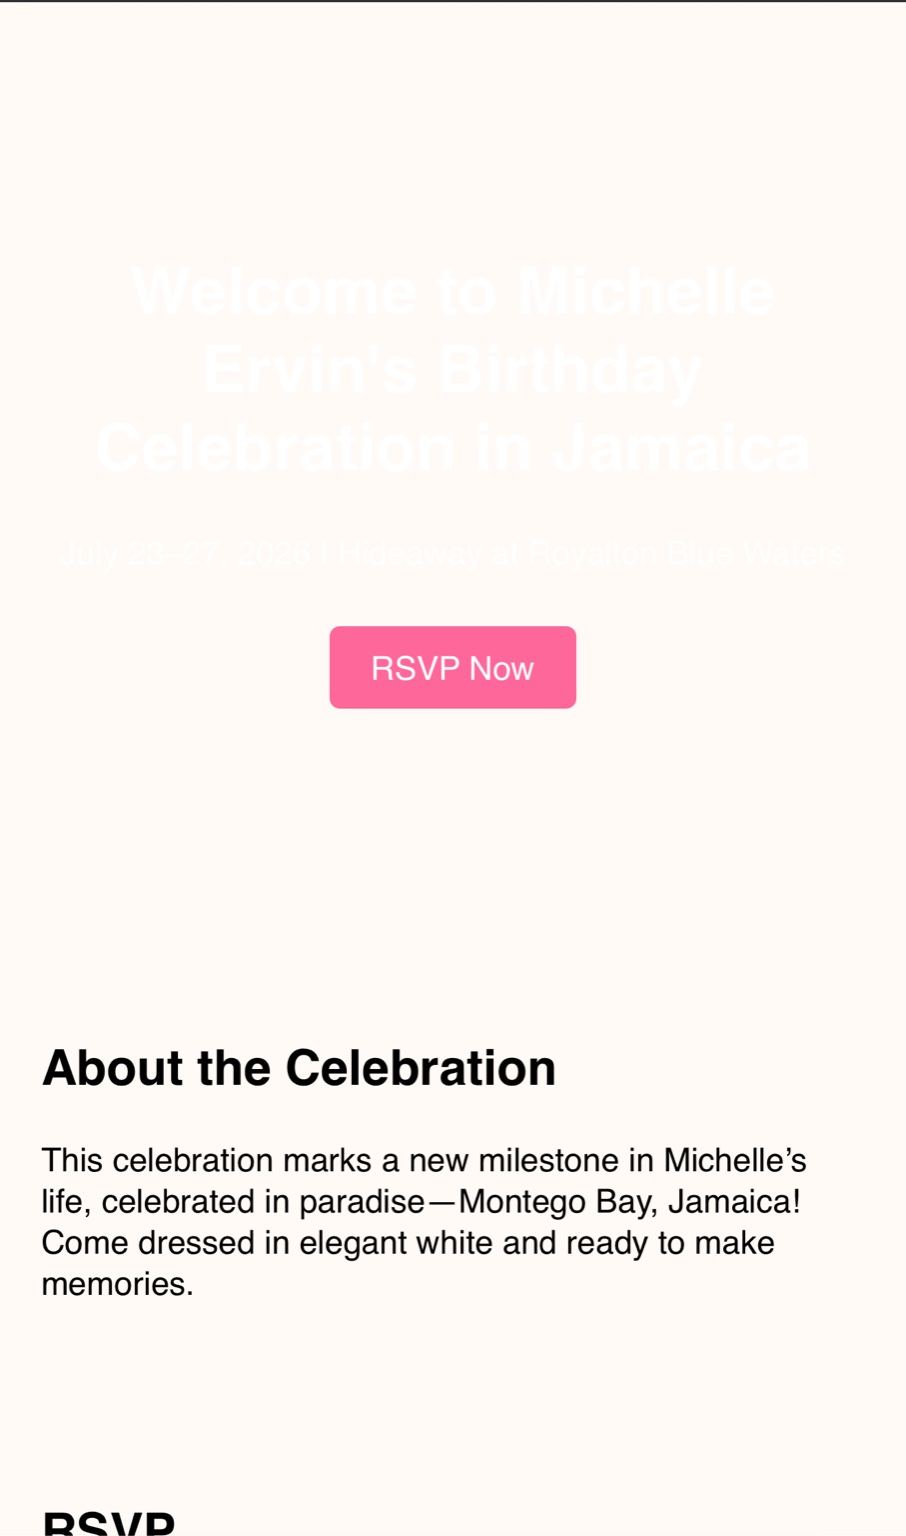 Welcome to Michelle
Ervin's Birthday
Celebration in Jamaica
July 23–27, 2026 | Hideaway at Royalton Blue Waters
RSVP Now
About the Celebration
This celebration marks a new milestone in Michelle’s
life, celebrated in paradise—Montego Bay, Jamaica!
Come dressed in elegant white and ready to make
memories.
RSVP